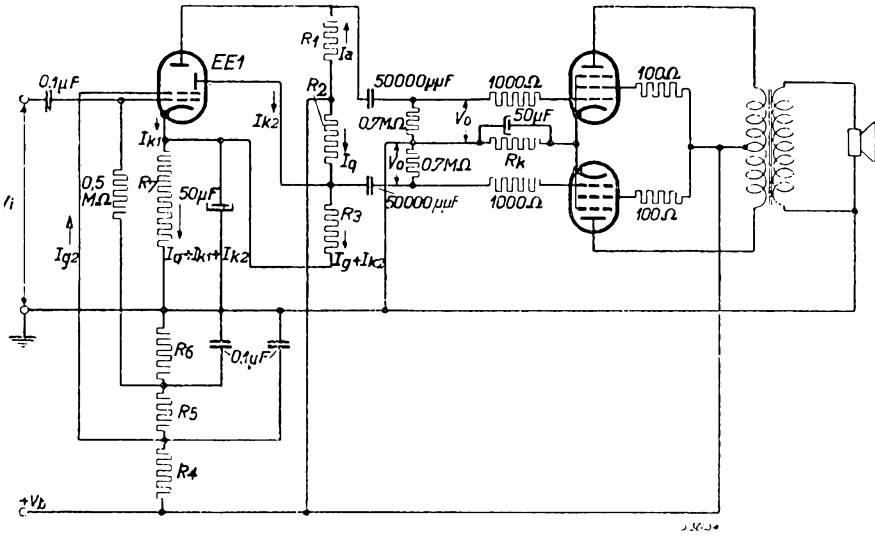 EE1
R1
Ia
0,1µF
50000µµF
1000Ω
100Ω
R2
Ik2
50µF
0,7MΩ
Vo
Ik1
Iq
Rk
Vo
0,7MΩ
0,5
MΩ
R7
50µF
R3
50000µµF
1000Ω
100Ω
Ig2
Iq+Ik1+Ik2
Ig+Ik2
R6
0,1µF
R5
R4
+Vb